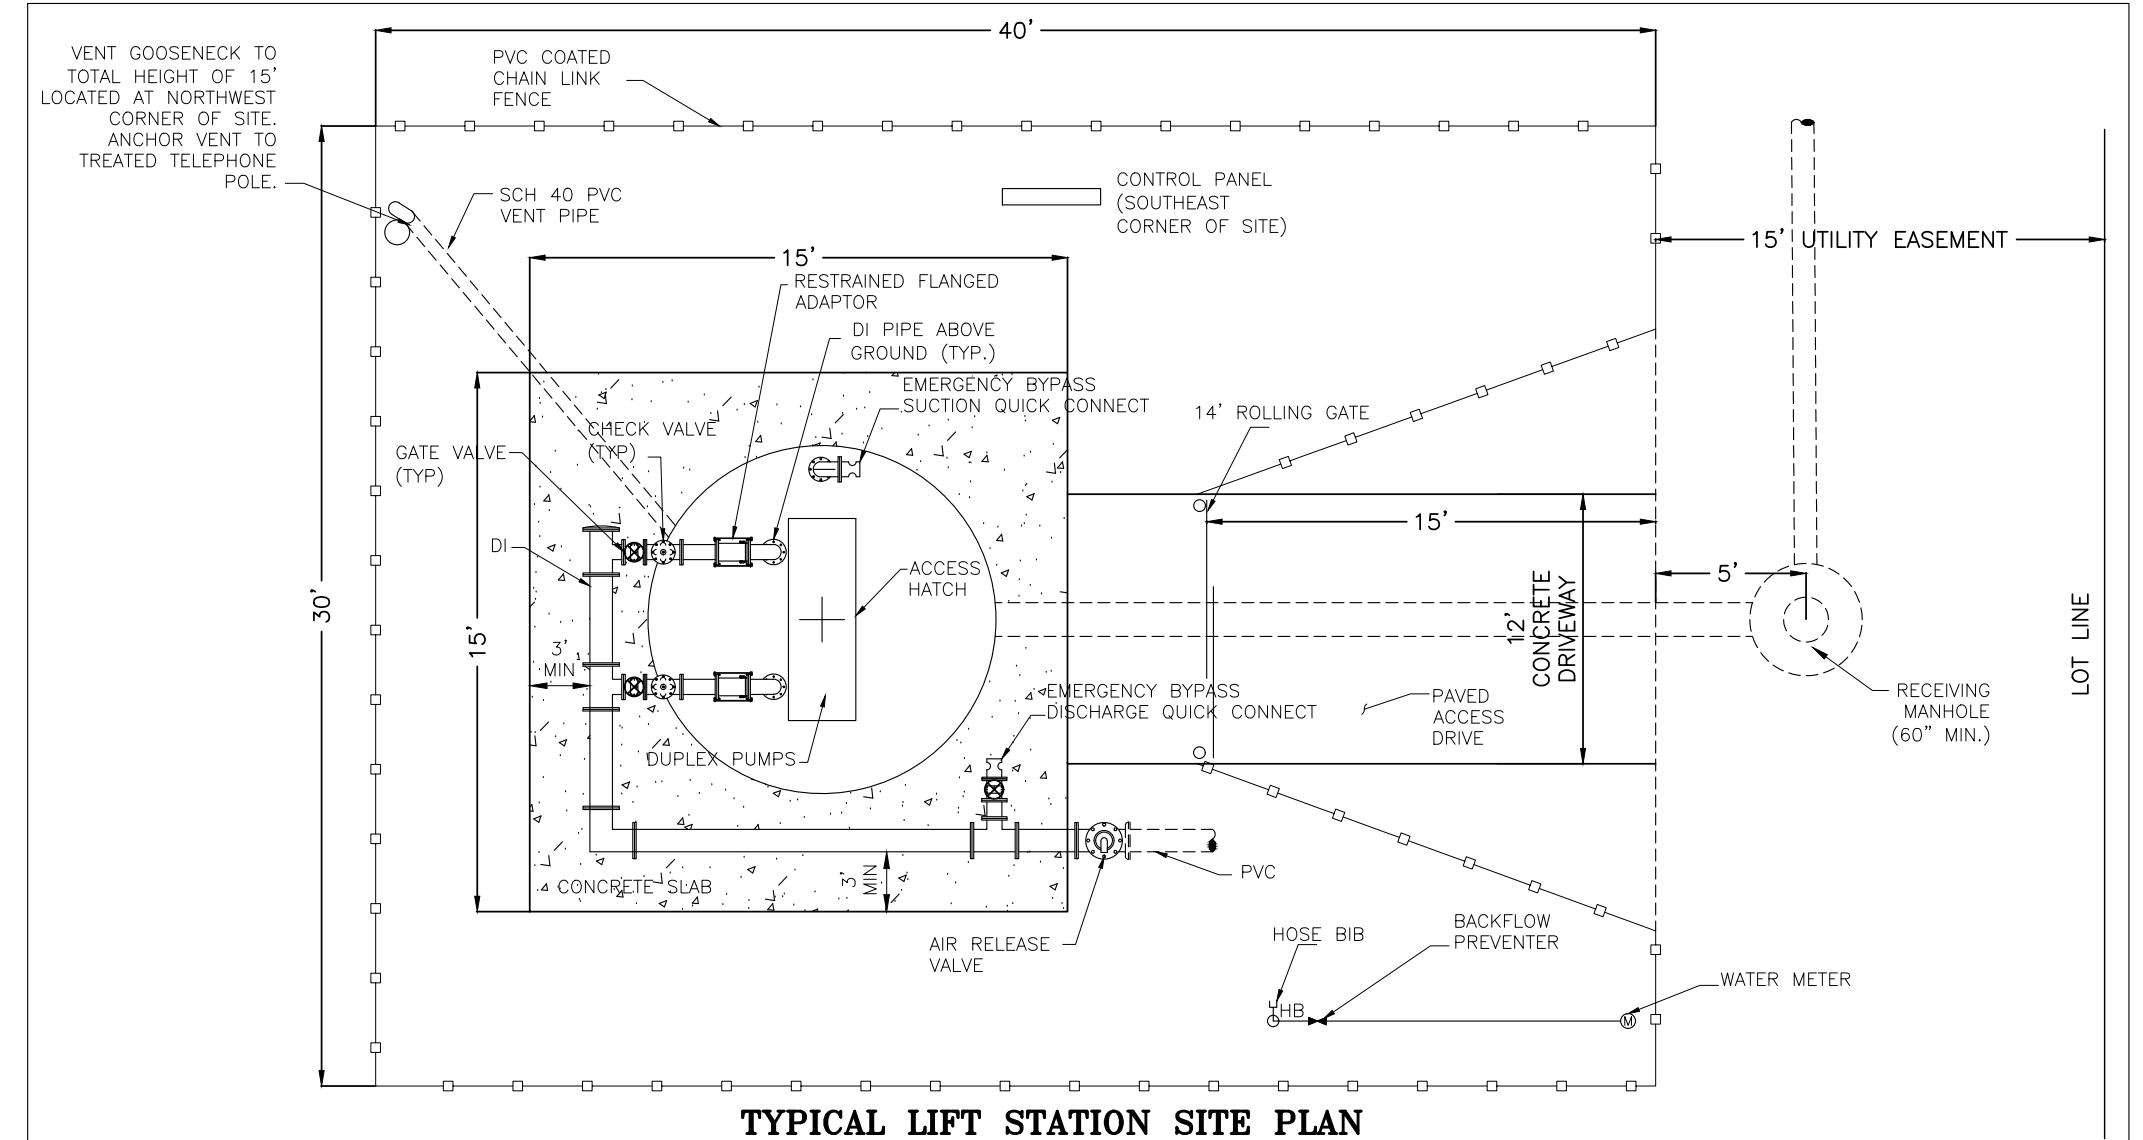 40'
VENT GOOSENECK TO
TOTAL HEIGHT OF 15'
LOCATED AT NORTHWEST
CORNER OF SITE.
ANCHOR VENT TO
TREATED TELEPHONE
POLE.
PVC COATED
CHAIN LINK
FENCE
SCH 40 PVC
VENT PIPE
CONTROL PANEL
(SOUTHEAST
CORNER OF SITE)
15' UTILITY EASEMENT
15'
RESTRAINED FLANGED
ADAPTOR
DI PIPE ABOVE
GROUND (TYP.)
EMERGENCY BYPASS
SUCTION QUICK CONNECT
14' ROLLING GATE
CHECK VALVE
(TYP)
GATE VALVE
(TYP)
15'
DI
ACCESS
HATCH
5'
30'
15'
3'
MIN
12'
CONCRETE
DRIVEWAY
LOT LINE
EMERGENCY BYPASS
DISCHARGE QUICK CONNECT
PAVED
ACCESS
DRIVE
RECEIVING
MANHOLE
(60" MIN.)
DUPLEX PUMPS
CONCRETE SLAB
3'
MIN
PVC
AIR RELEASE
VALVE
HOSE BIB
BACKFLOW
PREVENTER
WATER METER
HB
M
TYPICAL LIFT STATION SITE PLAN